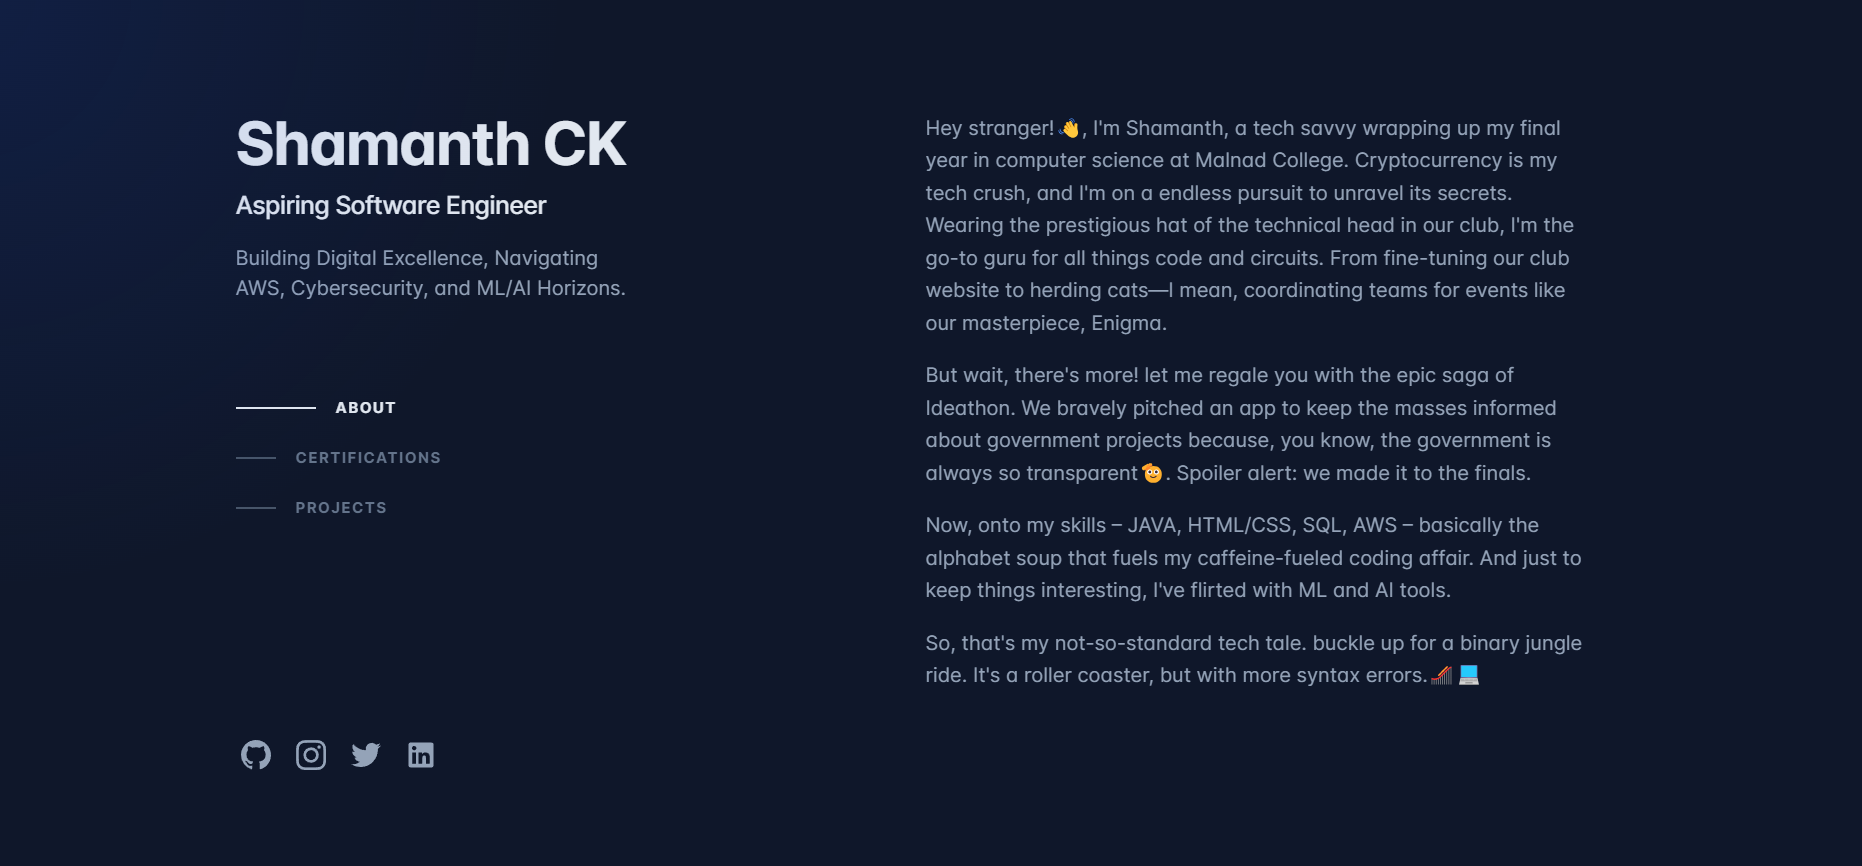 Shamanth CK
Aspiring Software Engineer
Building Digital Excellence, Navigating
AWS, Cybersecurity, and ML/AI Horizons.
ABOUT
CERTIFICATIONS
PROJECTS
Hey stranger!👋, I'm Shamanth, a tech savvy wrapping up my final
year in computer science at Malnad College. Cryptocurrency is my
tech crush, and I'm on a endless pursuit to unravel its secrets.
Wearing the prestigious hat of the technical head in our club, I'm the
go-to guru for all things code and circuits. From fine-tuning our club
website to herding cats—I mean, coordinating teams for events like
our masterpiece, Enigma.
But wait, there's more! let me regale you with the epic saga of
Ideathon. We bravely pitched an app to keep the masses informed
about government projects because, you know, the government is
always so transparent🫡. Spoiler alert: we made it to the finals.
Now, onto my skills – JAVA, HTML/CSS, SQL, AWS – basically the
alphabet soup that fuels my caffeine-fueled coding affair. And just to
keep things interesting, I've flirted with ML and AI tools.
So, that's my not-so-standard tech tale. buckle up for a binary jungle
ride. It's a roller coaster, but with more syntax errors.🎢 💻